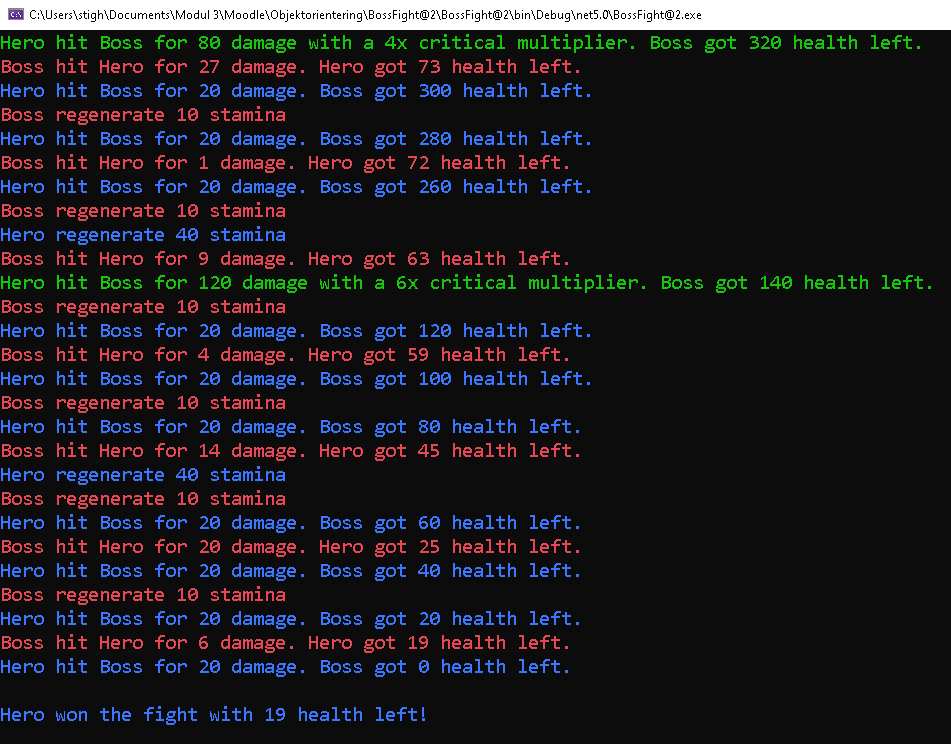 C:\Users\stigh\Documents\Modul 3\Moodle\Objektorientering\BossFight@2\BossFight@2\bin\Debug\net5.0\BossFight@2.exe
Hero hit Boss for 80 damage with a 4x critical multiplier. Boss got 320 health left.
Boss hit Hero for 27 damage. Hero got 73 health left.
Hero hit Boss for 20 damage. Boss got 300 health left.
Boss regenerate 10 stamina
Hero hit Boss for 20 damage. Boss got 280 health left.
Boss hit Hero for 1 damage. Hero got 72 health left.
Hero hit Boss for 20 damage. Boss got 260 health left.
Boss regenerate 10 stamina
Hero regenerate 40 stamina
Boss hit Hero for 9 damage. Hero got 63 health left.
Hero hit Boss for 120 damage with a 6x critical multiplier. Boss got 140 health left.
Boss regenerate 10 stamina
Hero hit Boss for 20 damage. Boss got 120 health left.
Boss hit Hero for 4 damage. Hero got 59 health left.
Hero hit Boss for 20 damage. Boss got 100 health left.
Boss regenerate 10 stamina
Hero hit Boss for 20 damage. Boss got 80 health left.
Boss hit Hero for 14 damage. Hero got 45 health left.
Hero regenerate 40 stamina
Boss regenerate 10 stamina
Hero hit Boss for 20 damage. Boss got 60 health left.
Boss hit Hero for 20 damage. Hero got 25 health left.
Hero hit Boss for 20 damage. Boss got 40 health left.
Boss regenerate 10 stamina
Hero hit Boss for 20 damage. Boss got 20 health left.
Boss hit Hero for 6 damage. Hero got 19 health left.
Hero hit Boss for 20 damage. Boss got 0 health left.
Hero won the fight with 19 health left!